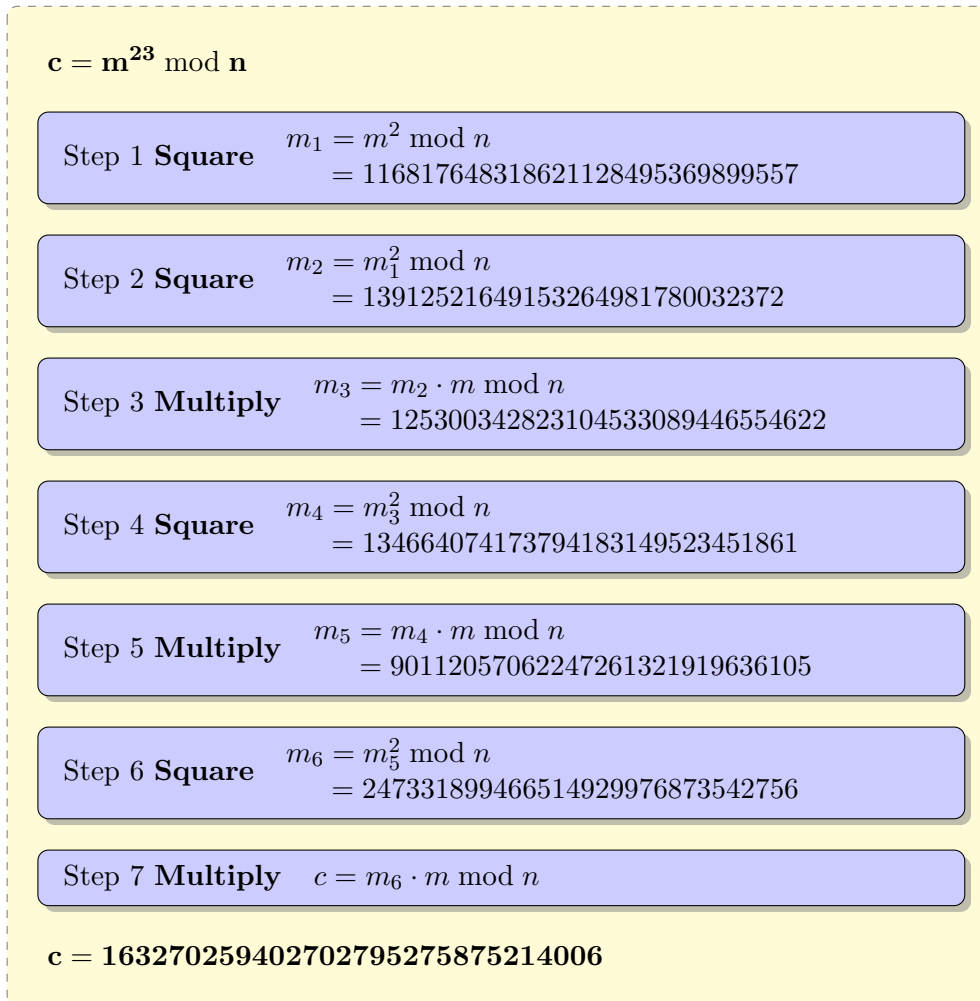 c = m^23 mod n
Step 1 Square m_1 = m^2 mod n
= 116817648318621128495369899557
Step 2 Square m_2 = m_1^2 mod n
= 13912521649153264981780032372
Step 3 Multiply m_3 = m_2 · m mod n
= 125300342823104533089446554622
Step 4 Square m_4 = m_3^2 mod n
= 134664074173794183149523451861
Step 5 Multiply m_5 = m_4 · m mod n
= 90112057062247261321919636105
Step 6 Square m_6 = m_5^2 mod n
= 247331899466514929976873542756
Step 7 Multiply c = m_6 · m mod n
c = 163270259402702795275875214006